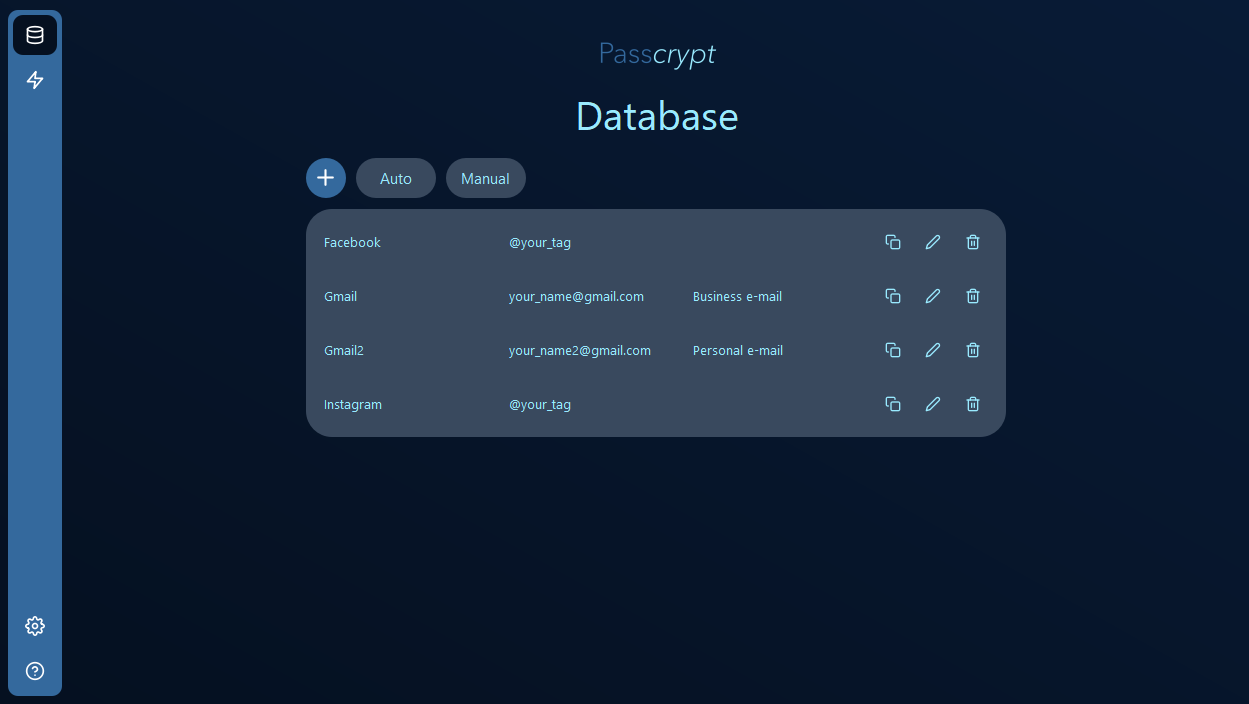 Passcrypt
Database
Auto Manual
Facebook @your_tag
Gmail your_name@gmail.com Business e-mail
Gmail2 your_name2@gmail.com Personal e-mail
Instagram @your_tag